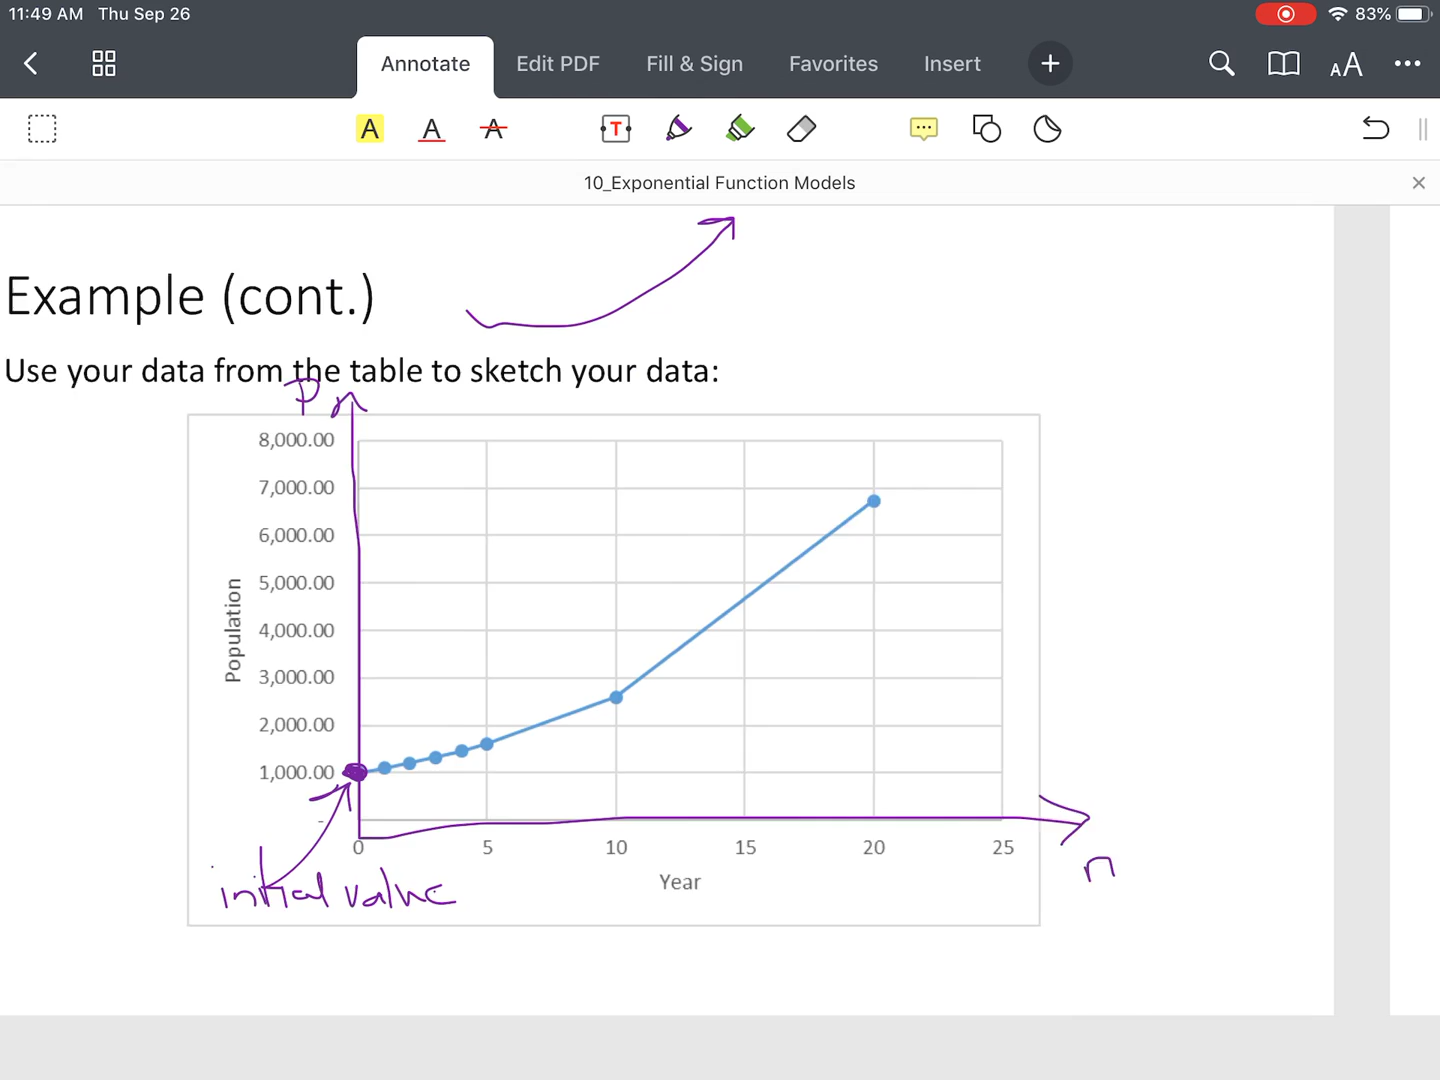 11:49 AM Thu Sep 26 83%
Annotate Edit PDF Fill & Sign Favorites Insert + AA
A A A T
10_Exponential Function Models
Example (cont.)
Use your data from the table to sketch your data:
P
8,000.00
7,000.00
6,000.00
5,000.00
4,000.00
3,000.00
2,000.00
1,000.00
-
Population
0 5 10 15 20 25
Year
n
initial value